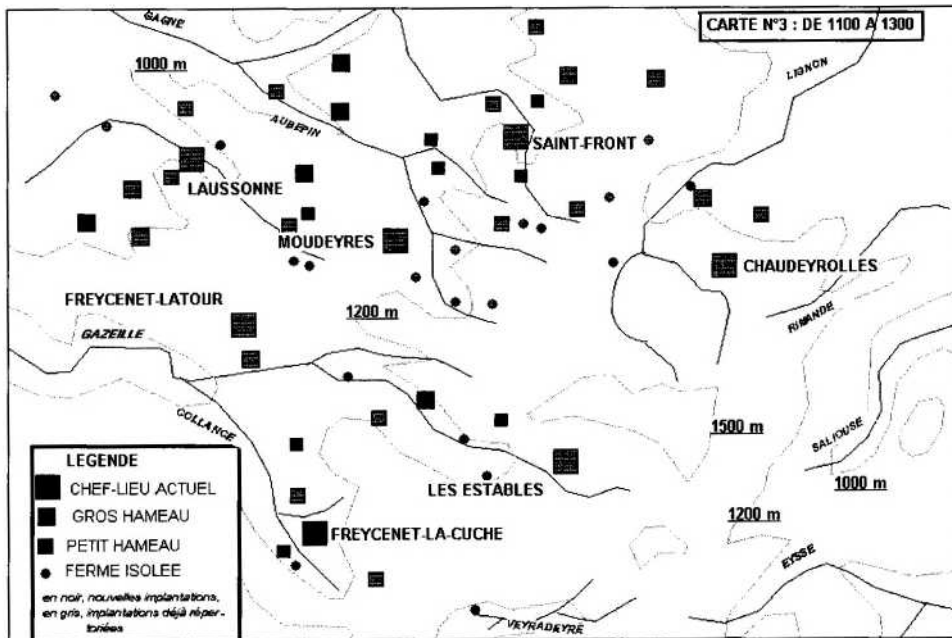 GAGNE
CARTE N°3 : DE 1100 A 1300
1000 m
LIGNON
AUBEPIN
SAINT-FRONT
LAUSSONNE
MOUDEYRES
CHAUDEYROLLES
FREYCENET-LATOUR
1200 m
RIMANDE
GAZEILLE
COLLANCE
1500 m
SALIOUSE
1000 m
LES ESTABLES
1200 m
EYSSE
FREYCENET-LA-CUCHE
VEYRADEYRE
LEGENDE
CHEF-LIEU ACTUEL
GROS HAMEAU
PETIT HAMEAU
FERME ISOLEE
en noir, nouvelles implantations,
en gris, implantations déjà réper-
toriées